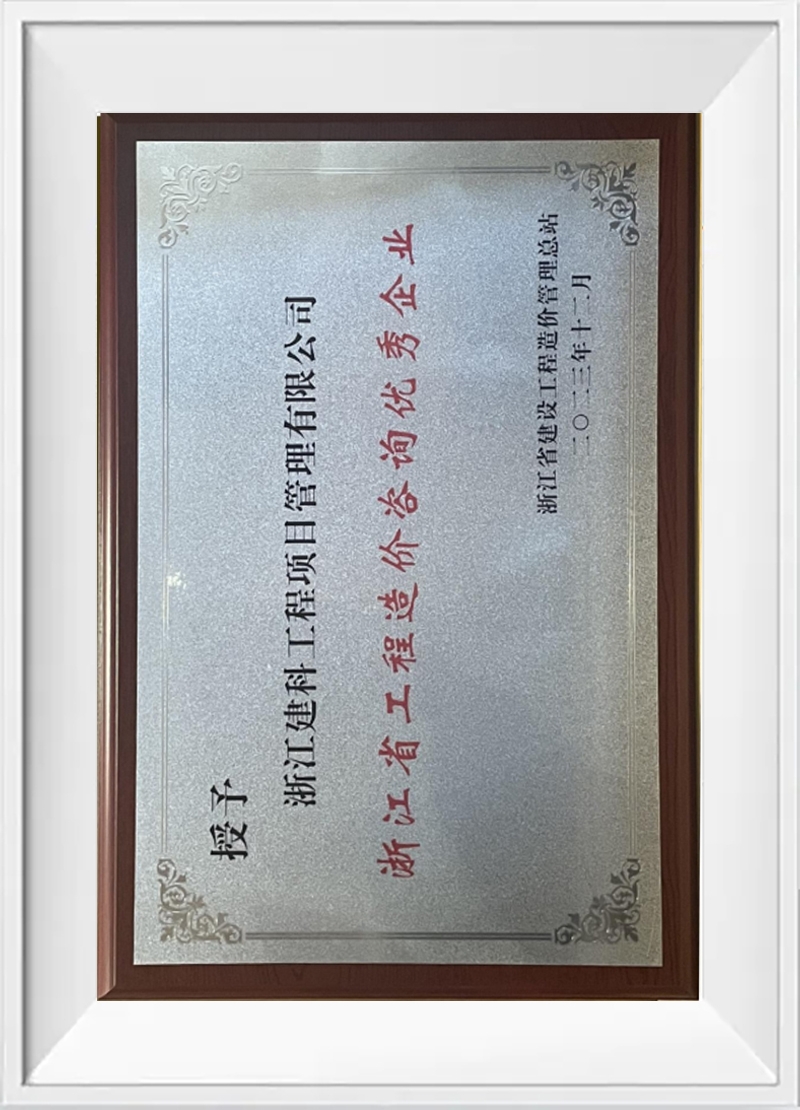 授予
浙江建科工程项目管理有限公司
浙江省工程造价咨询优秀企业
浙江省建设工程造价管理总站
二〇二三年十二月